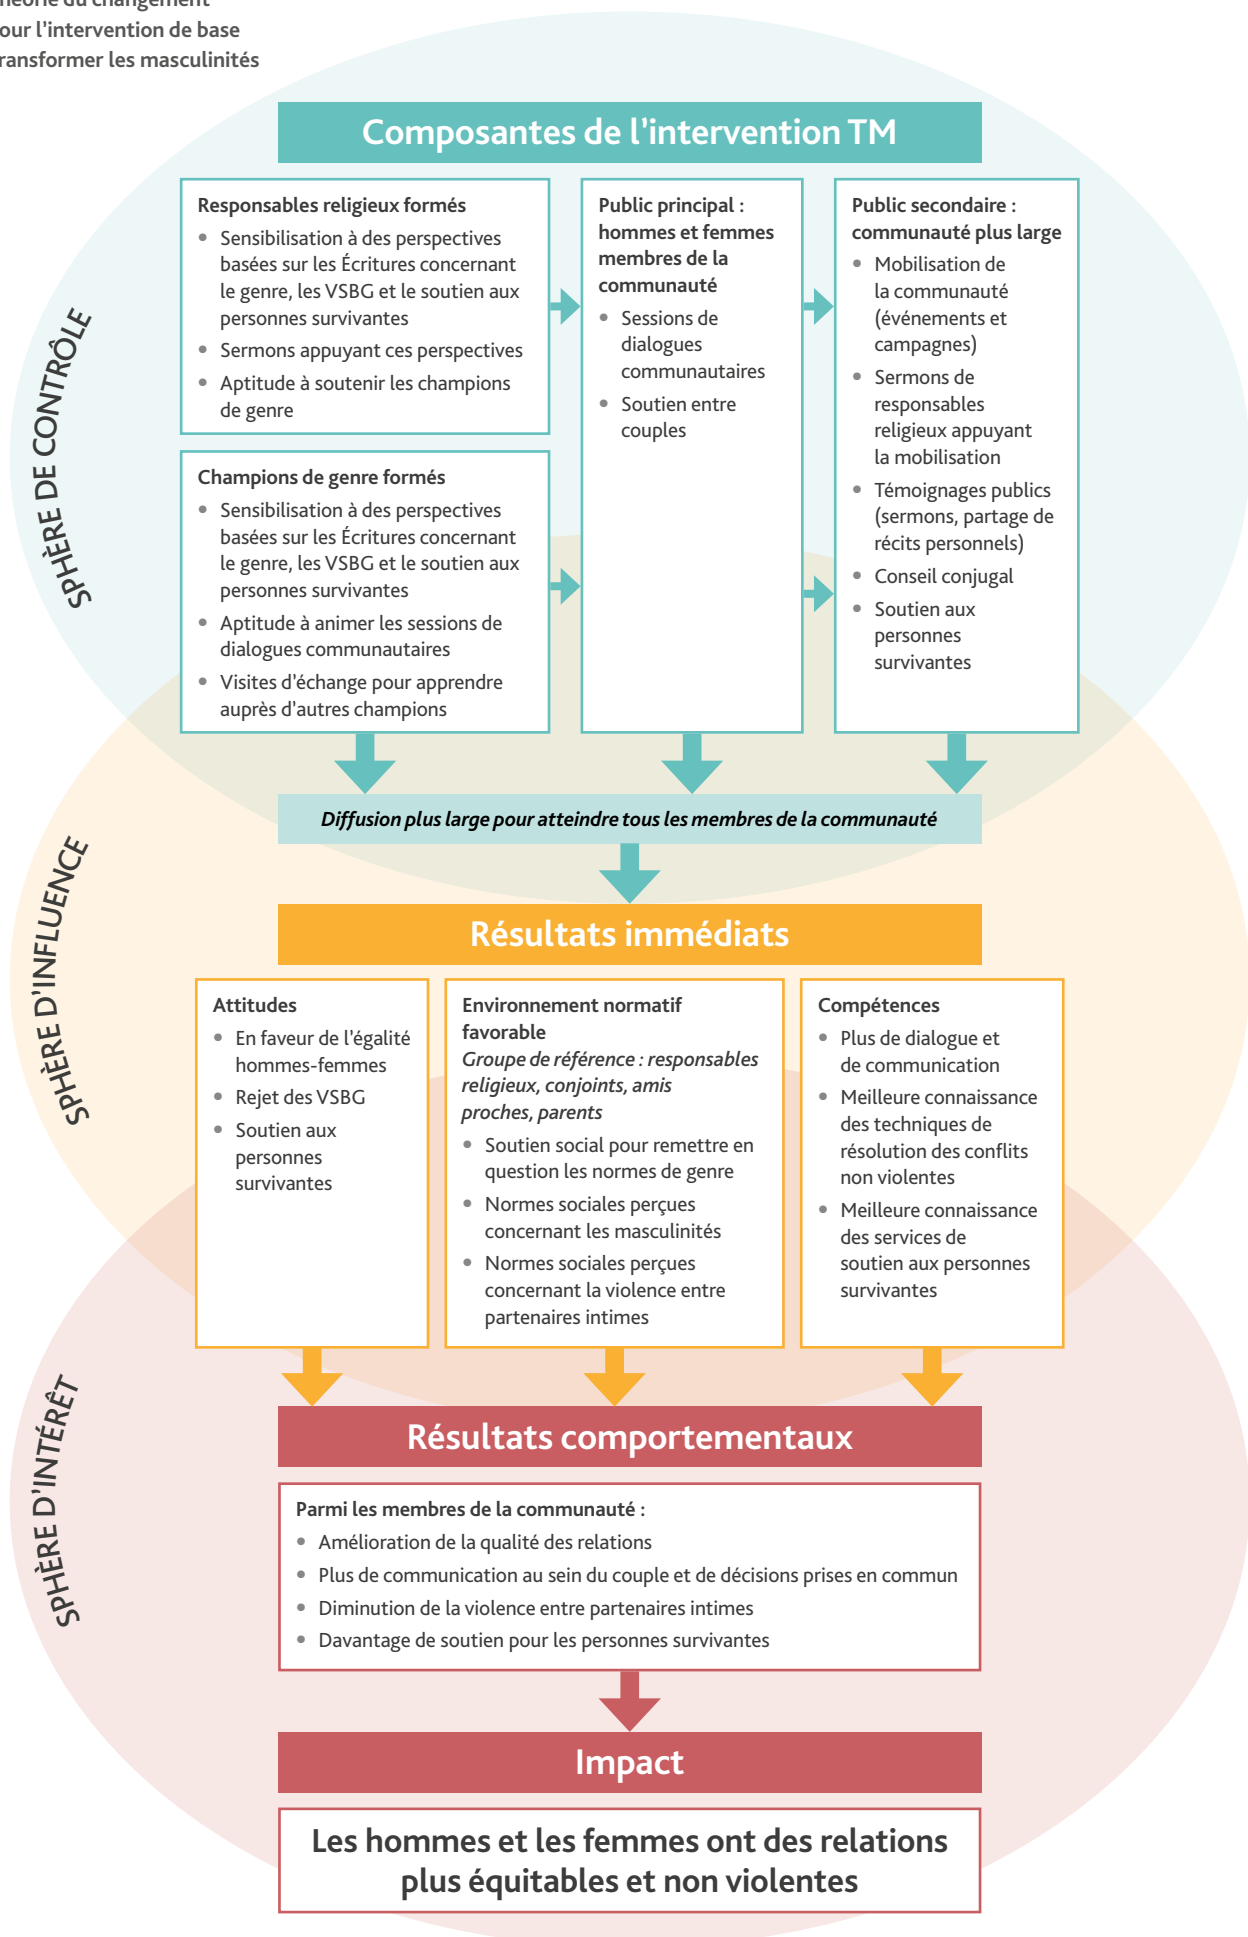 héorie du changement
our l'intervention de base
ransformer les masculinités
Composantes de l'intervention TM
Responsables religieux formés
• Sensibilisation à des perspectives
basées sur les Écritures concernant
le genre, les VSBG et le soutien aux
personnes survivantes
• Sermons appuyant ces perspectives
• Aptitude à soutenir les champions
de genre
Champions de genre formés
• Sensibilisation à des perspectives
basées sur les Écritures concernant
le genre, les VSBG et le soutien aux
personnes survivantes
• Aptitude à animer les sessions de
dialogues communautaires
• Visites d'échange pour apprendre
auprès d'autres champions
Public principal :
hommes et femmes
membres de la
communauté
• Sessions de
dialogues
communautaires
• Soutien entre
couples
Public secondaire :
communauté plus large
• Mobilisation de
la communauté
(événements et
campagnes)
• Sermons de
responsables
religieux appuyant
la mobilisation
• Témoignages publics
(sermons, partage de
récits personnels)
• Conseil conjugal
• Soutien aux
personnes
survivantes
SPHÈRE DE CONTRÔLE
Diffusion plus large pour atteindre tous les membres de la communauté
SPHÈRE D'INFLUENCE
Résultats immédiats
Attitudes
• En faveur de l'égalité
hommes-femmes
• Rejet des VSBG
• Soutien aux
personnes
survivantes
Environnement normatif
favorable
Groupe de référence : responsables
religieux, conjoints, amis
proches, parents
• Soutien social pour remettre en
question les normes de genre
• Normes sociales perçues
concernant les masculinités
• Normes sociales perçues
concernant la violence entre
partenaires intimes
Compétences
• Plus de dialogue et
de communication
• Meilleure connaissance
des techniques de
résolution des conflits
non violentes
• Meilleure connaissance
des services de
soutien aux personnes
survivantes
SPHÈRE D'INTÉRÊT
Résultats comportementaux
Parmi les membres de la communauté :
• Amélioration de la qualité des relations
• Plus de communication au sein du couple et de décisions prises en commun
• Diminution de la violence entre partenaires intimes
• Davantage de soutien pour les personnes survivantes
Impact
Les hommes et les femmes ont des relations
plus équitables et non violentes